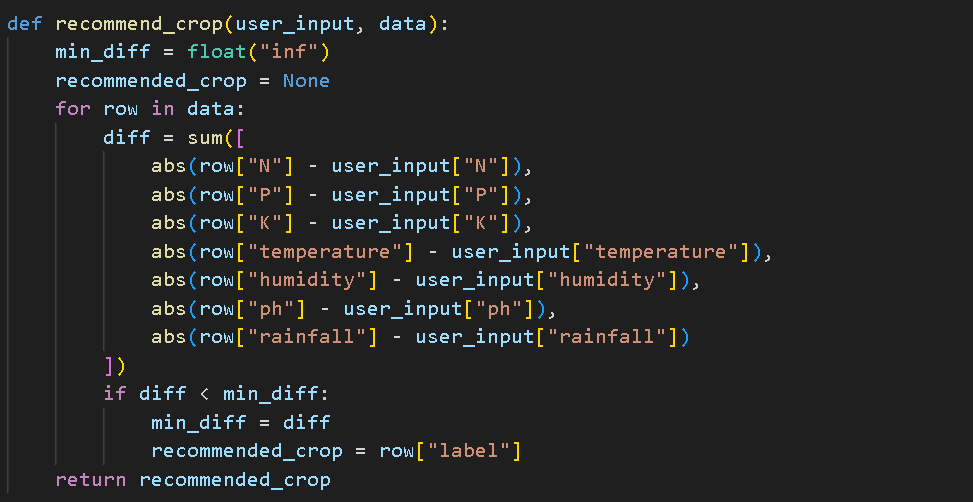 def recommend_crop(user_input, data):
    min_diff = float("inf")
    recommended_crop = None
    for row in data:
        diff = sum([
            abs(row["N"] - user_input["N"]),
            abs(row["P"] - user_input["P"]),
            abs(row["K"] - user_input["K"]),
            abs(row["temperature"] - user_input["temperature"]),
            abs(row["humidity"] - user_input["humidity"]),
            abs(row["ph"] - user_input["ph"]),
            abs(row["rainfall"] - user_input["rainfall"])
        ])
        if diff < min_diff:
            min_diff = diff
            recommended_crop = row["label"]
    return recommended_crop